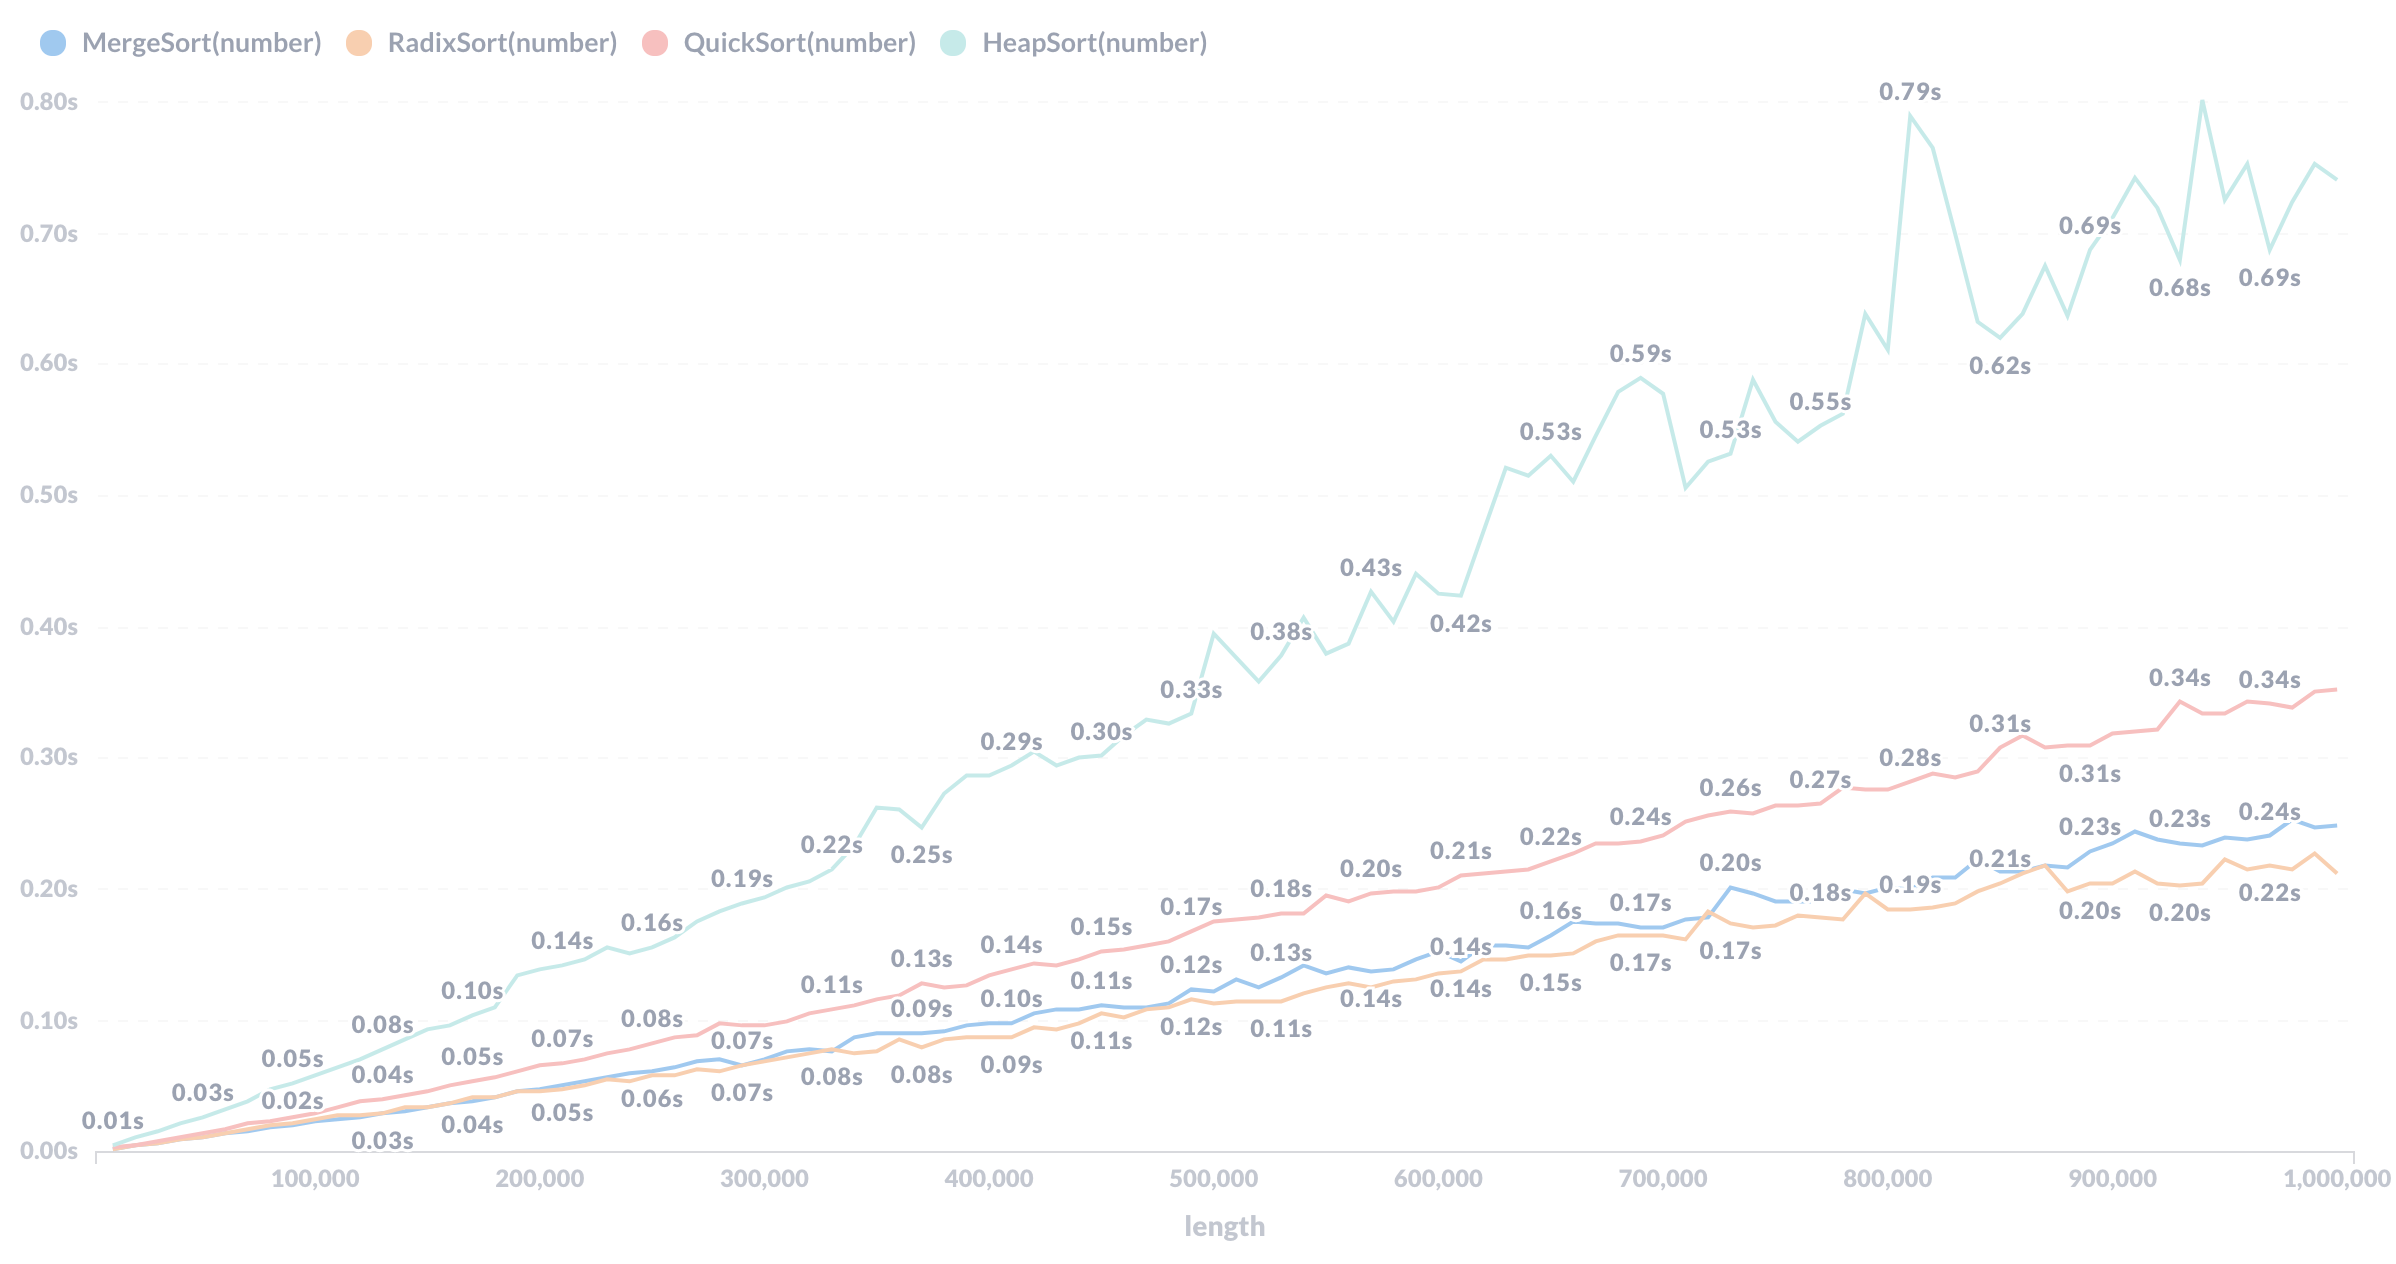 MergeSort(number) RadixSort(number) QuickSort(number) HeapSort(number)
0.80s
0.70s
0.60s
0.50s
0.40s
0.30s
0.20s
0.10s
0.00s
0.01s 0.03s 0.05s 0.08s 0.10s 0.14s 0.16s 0.19s 0.22s 0.25s 0.29s 0.30s 0.33s 0.38s 0.43s 0.42s 0.53s 0.59s 0.53s 0.55s 0.79s 0.62s 0.69s 0.68s 0.69s
0.02s 0.04s 0.05s 0.07s 0.08s 0.07s 0.11s 0.13s 0.14s 0.15s 0.17s 0.18s 0.20s 0.21s 0.22s 0.24s 0.26s 0.27s 0.28s 0.31s 0.31s 0.34s 0.34s
0.09s 0.10s 0.11s 0.12s 0.13s 0.14s 0.16s 0.17s 0.20s 0.18s 0.19s 0.21s 0.23s 0.23s 0.24s
0.03s 0.04s 0.05s 0.06s 0.07s 0.08s 0.08s 0.09s 0.11s 0.12s 0.11s 0.14s 0.14s 0.15s 0.17s 0.17s 0.20s 0.20s 0.22s
100,000 200,000 300,000 400,000 500,000 600,000 700,000 800,000 900,000 1,000,000
length